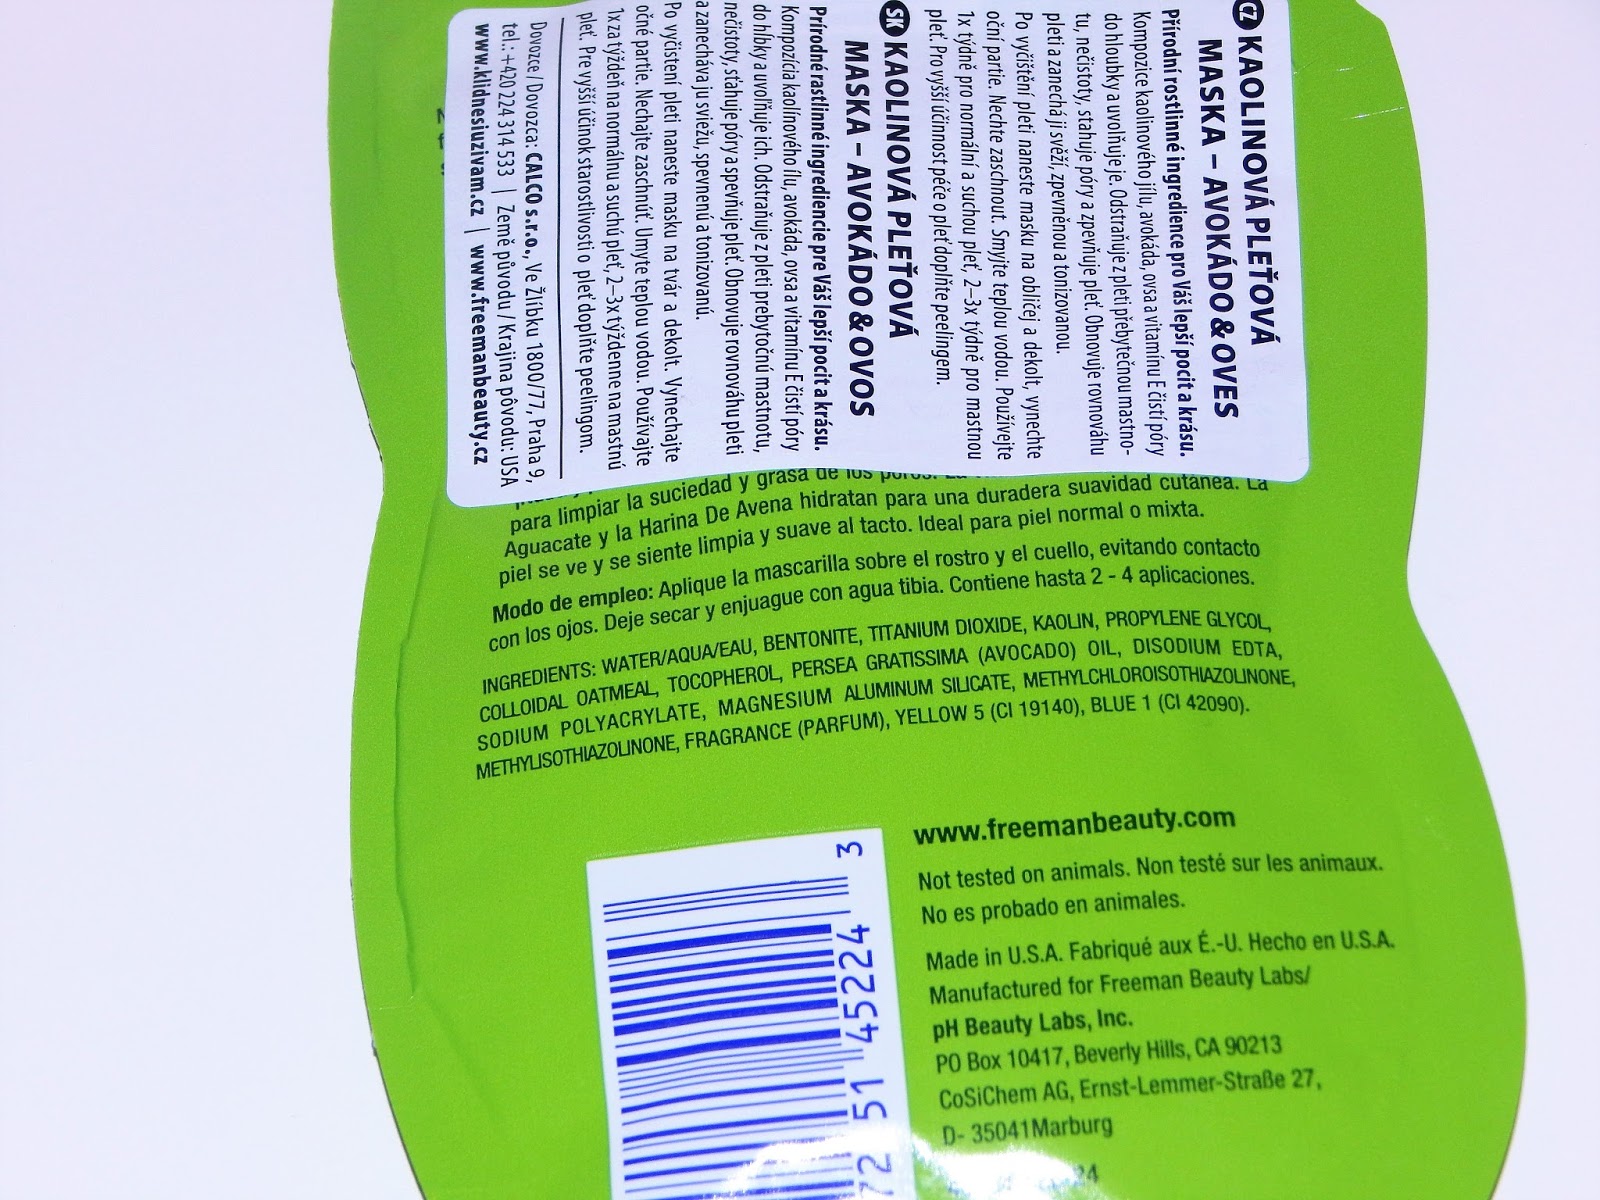 CZ KAOLINOVÁ PLEŤOVÁ
MASKA – AVOKÁDO & OVES
Přírodní rostlinné ingredience pro Váš lepší pocit a krásu.
Kompozice kaolinového jílu, avokáda, ovsa a vitamínu E čistí póry
do hloubky a uvolňuje je. Odstraňuje z pleti přebytečnou mastno-
tu, nečistoty, stahuje póry a zpevňuje pleť. Obnovuje rovnováhu
pleti a zanechá ji svěží, zpevněnou a tonizovanou.
Po vyčištění pleti naneste masku na obličej a dekolt, vynechte
oční partie. Nechte zaschnout. Smyjte teplou vodou. Používejte
1x týdně pro normální a suchou pleť, 2–3x týdně pro mastnou
pleť. Pro vyšší účinnost péče o pleť doplňte peelingem.
SK KAOLINOVÁ PLEŤOVÁ
MASKA – AVOKÁDO & OVOS
Prírodné rastlinné ingrediencie pre Váš lepší pocit a krásu.
Kompozícia kaolínového ílu, avokáda, ovsa a vitamínu E čistí póry
do hĺbky a uvoľňuje ich. Odstraňuje z pleti prebytočnú mastnotu,
nečistoty, sťahuje póry a spevňuje pleť. Obnovuje rovnováhu pleti
a zanecháva ju sviežu, spevnenú a tonizovanú.
Po vyčistení pleti naneste masku na tvár a dekolt. Vynechajte
očné partie. Nechajte zaschnúť. Umyte teplou vodou. Používajte
1x za týždeň na normálnu a suchú pleť, 2–3x týždenne na mastnú
pleť. Pre vyšší účinok starostlivosti o pleť doplňte peelingom.
Dovozce / Dovozca: CALCO s.r.o., Ve Žlíbku 1800/77, Praha 9,
tel.: +420 224 314 533 | Země původu / Krajina pôvodu: USA
www.klidnesiuzivam.cz | www.freemanbeauty.cz
y grasa de los poros. La
para limpiar la suciedad
Aguacate y la Harina De Avena hidratan para una duradera suavidad cutánea. La
piel se ve y se siente limpia y suave al tacto. Ideal para piel normal o mixta.
Modo de empleo: Aplique la mascarilla sobre el rostro y el cuello, evitando contacto
con los ojos. Deje secar y enjuague con agua tibia. Contiene hasta 2 - 4 aplicaciones.
INGREDIENTS: WATER/AQUA/EAU, BENTONITE, TITANIUM DIOXIDE, KAOLIN, PROPYLENE GLYCOL,
COLLOIDAL OATMEAL, TOCOPHEROL, PERSEA GRATISSIMA (AVOCADO) OIL, DISODIUM EDTA,
SODIUM POLYACRYLATE, MAGNESIUM ALUMINUM SILICATE, METHYLCHLOROISOTHIAZOLINONE,
METHYLISOTHIAZOLINONE, FRAGRANCE (PARFUM), YELLOW 5 (CI 19140), BLUE 1 (CI 42090).
www.freemanbeauty.com
Not tested on animals. Non testé sur les animaux.
No es probado en animales.
Made in U.S.A. Fabriqué aux É.-U. Hecho en U.S.A.
Manufactured for Freeman Beauty Labs/
pH Beauty Labs, Inc.
PO Box 10417, Beverly Hills, CA 90213
CoSiChem AG, Ernst-Lemmer-Straße 27,
D- 35041Marburg
72 51 45224 3